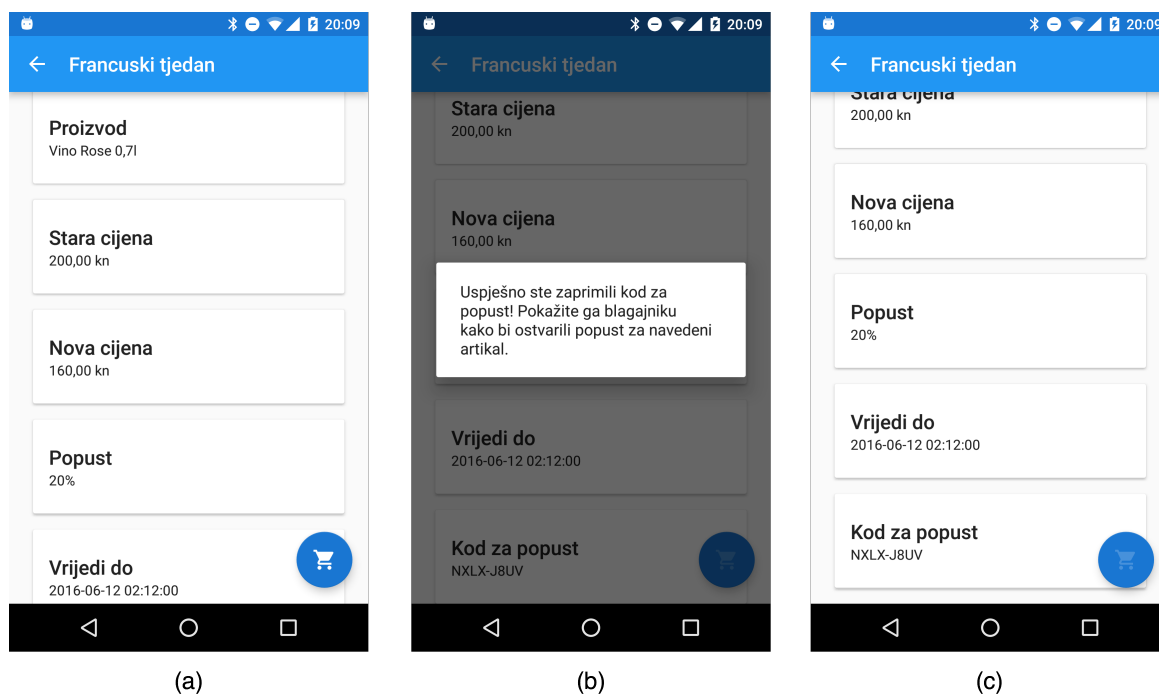 20:09
Francuski tjedan
Proizvod
Vino Rose 0,7l
Stara cijena
200,00 kn
Nova cijena
160,00 kn
Popust
20%
Vrijedi do
2016-06-12 02:12:00
(a)
20:09
Francuski tjedan
Stara cijena
200,00 kn
Nova cijena
160,00 kn
Uspješno ste zaprimili kod za
popust! Pokažite ga blagajniku
kako bi ostvarili popust za navedeni
artikal.
Vrijedi do
2016-06-12 02:12:00
Kod za popust
NXLX-J8UV
(b)
20:09
Francuski tjedan
Stara cijena
200,00 kn
Nova cijena
160,00 kn
Popust
20%
Vrijedi do
2016-06-12 02:12:00
Kod za popust
NXLX-J8UV
(c)